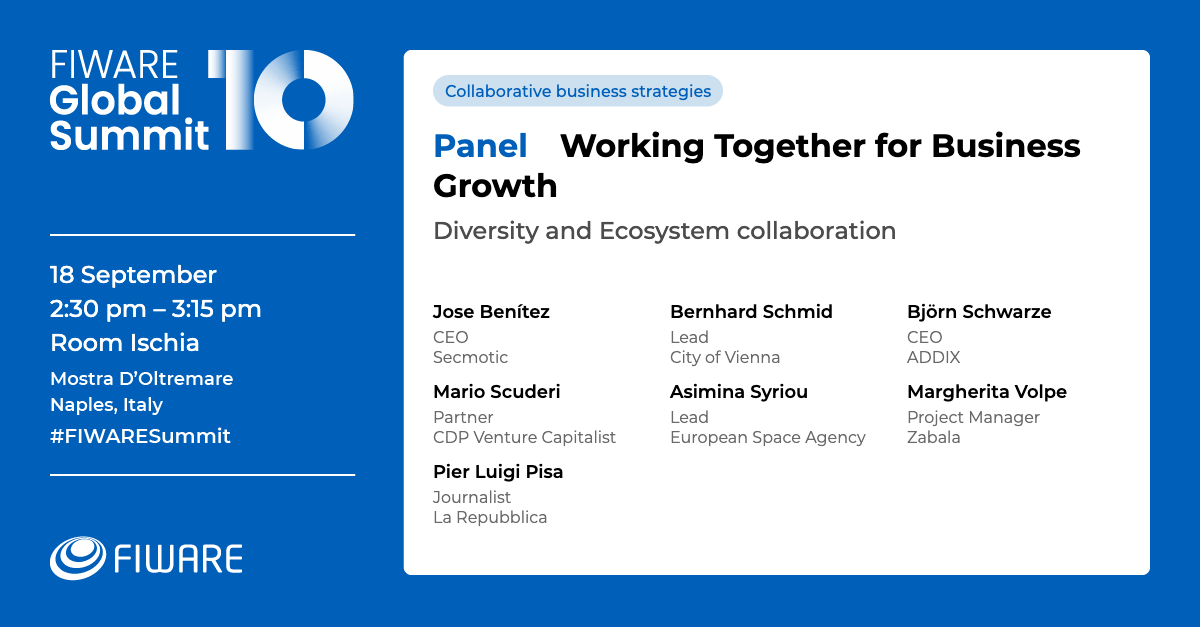 FIWARE
Global
Summit
10
18 September
2:30 pm – 3:15 pm
Room Ischia
Mostra D’Oltremare
Naples, Italy
#FIWARESummit
FIWARE
Collaborative business strategies
Panel Working Together for Business
Growth
Diversity and Ecosystem collaboration
Jose Benítez
CEO
Secmotic
Bernhard Schmid
Lead
City of Vienna
Björn Schwarze
CEO
ADDIX
Mario Scuderi
Partner
CDP Venture Capitalist
Asimina Syriou
Lead
European Space Agency
Margherita Volpe
Project Manager
Zabala
Pier Luigi Pisa
Journalist
La Repubblica